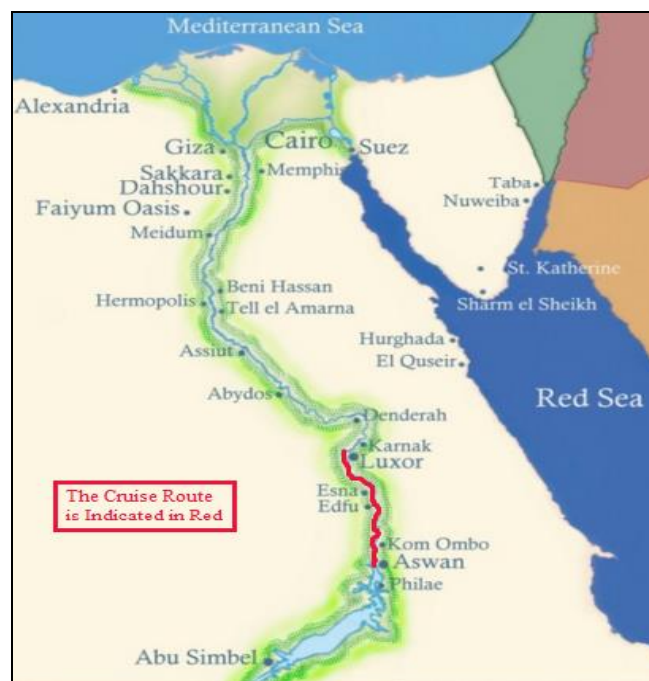 Mediterranean Sea
Alexandria
Giza
Cairo
Suez
Sakkara
Memphis
Dahshour
Taba
Nuweiba
Faiyum Oasis
Meidum
St. Katherine
Beni Hassan
Hermopolis
Tell el Amarna
Sharm el Sheikh
Hurghada
Assiut
El Quseir
Abydos
Red Sea
Denderah
Karnak
Luxor
The Cruise Route
is Indicated in Red
Esna
Edfu
Kom Ombo
Aswan
Philae
Abu Simbel